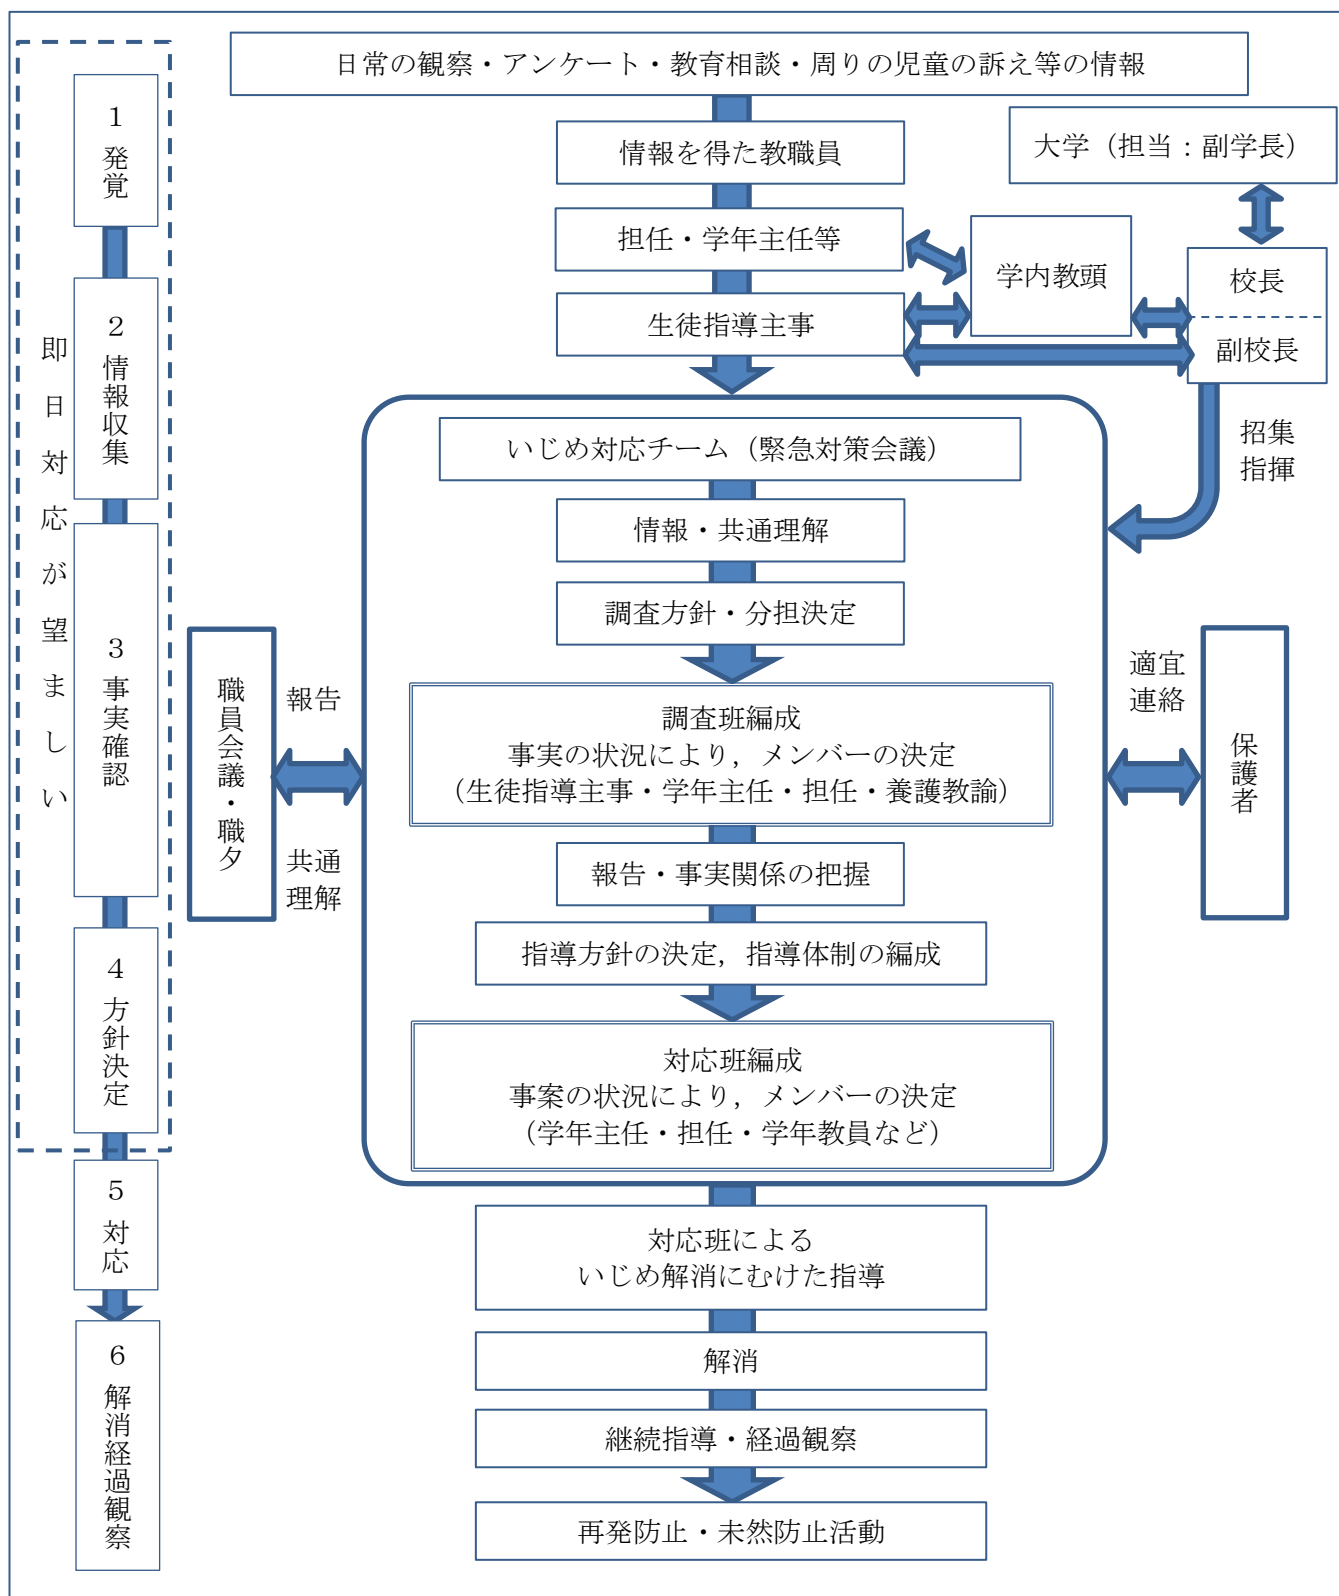 日常の観察・アンケート・教育相談・周りの児童の訴え等の情報
1発覚
情報を得た教職員
大学（担当：副学長）
担任・学年主任等
学内教頭
校長
副校長
生徒指導主事
2情報収集
即日対応が望ましい
招集
指揮
いじめ対応チーム（緊急対策会議）
情報・共通理解
調査方針・分担決定
3事実確認
職員会議・職夕
報告
共通
理解
調査班編成
事実の状況により，メンバーの決定
（生徒指導主事・学年主任・担任・養護教諭）
適宜
連絡
保護者
報告・事実関係の把握
指導方針の決定，指導体制の編成
4方針決定
対応班編成
事案の状況により，メンバーの決定
（学年主任・担任・学年教員など）
5対応
対応班による
いじめ解消にむけた指導
6解消経過観察
解消
継続指導・経過観察
再発防止・未然防止活動